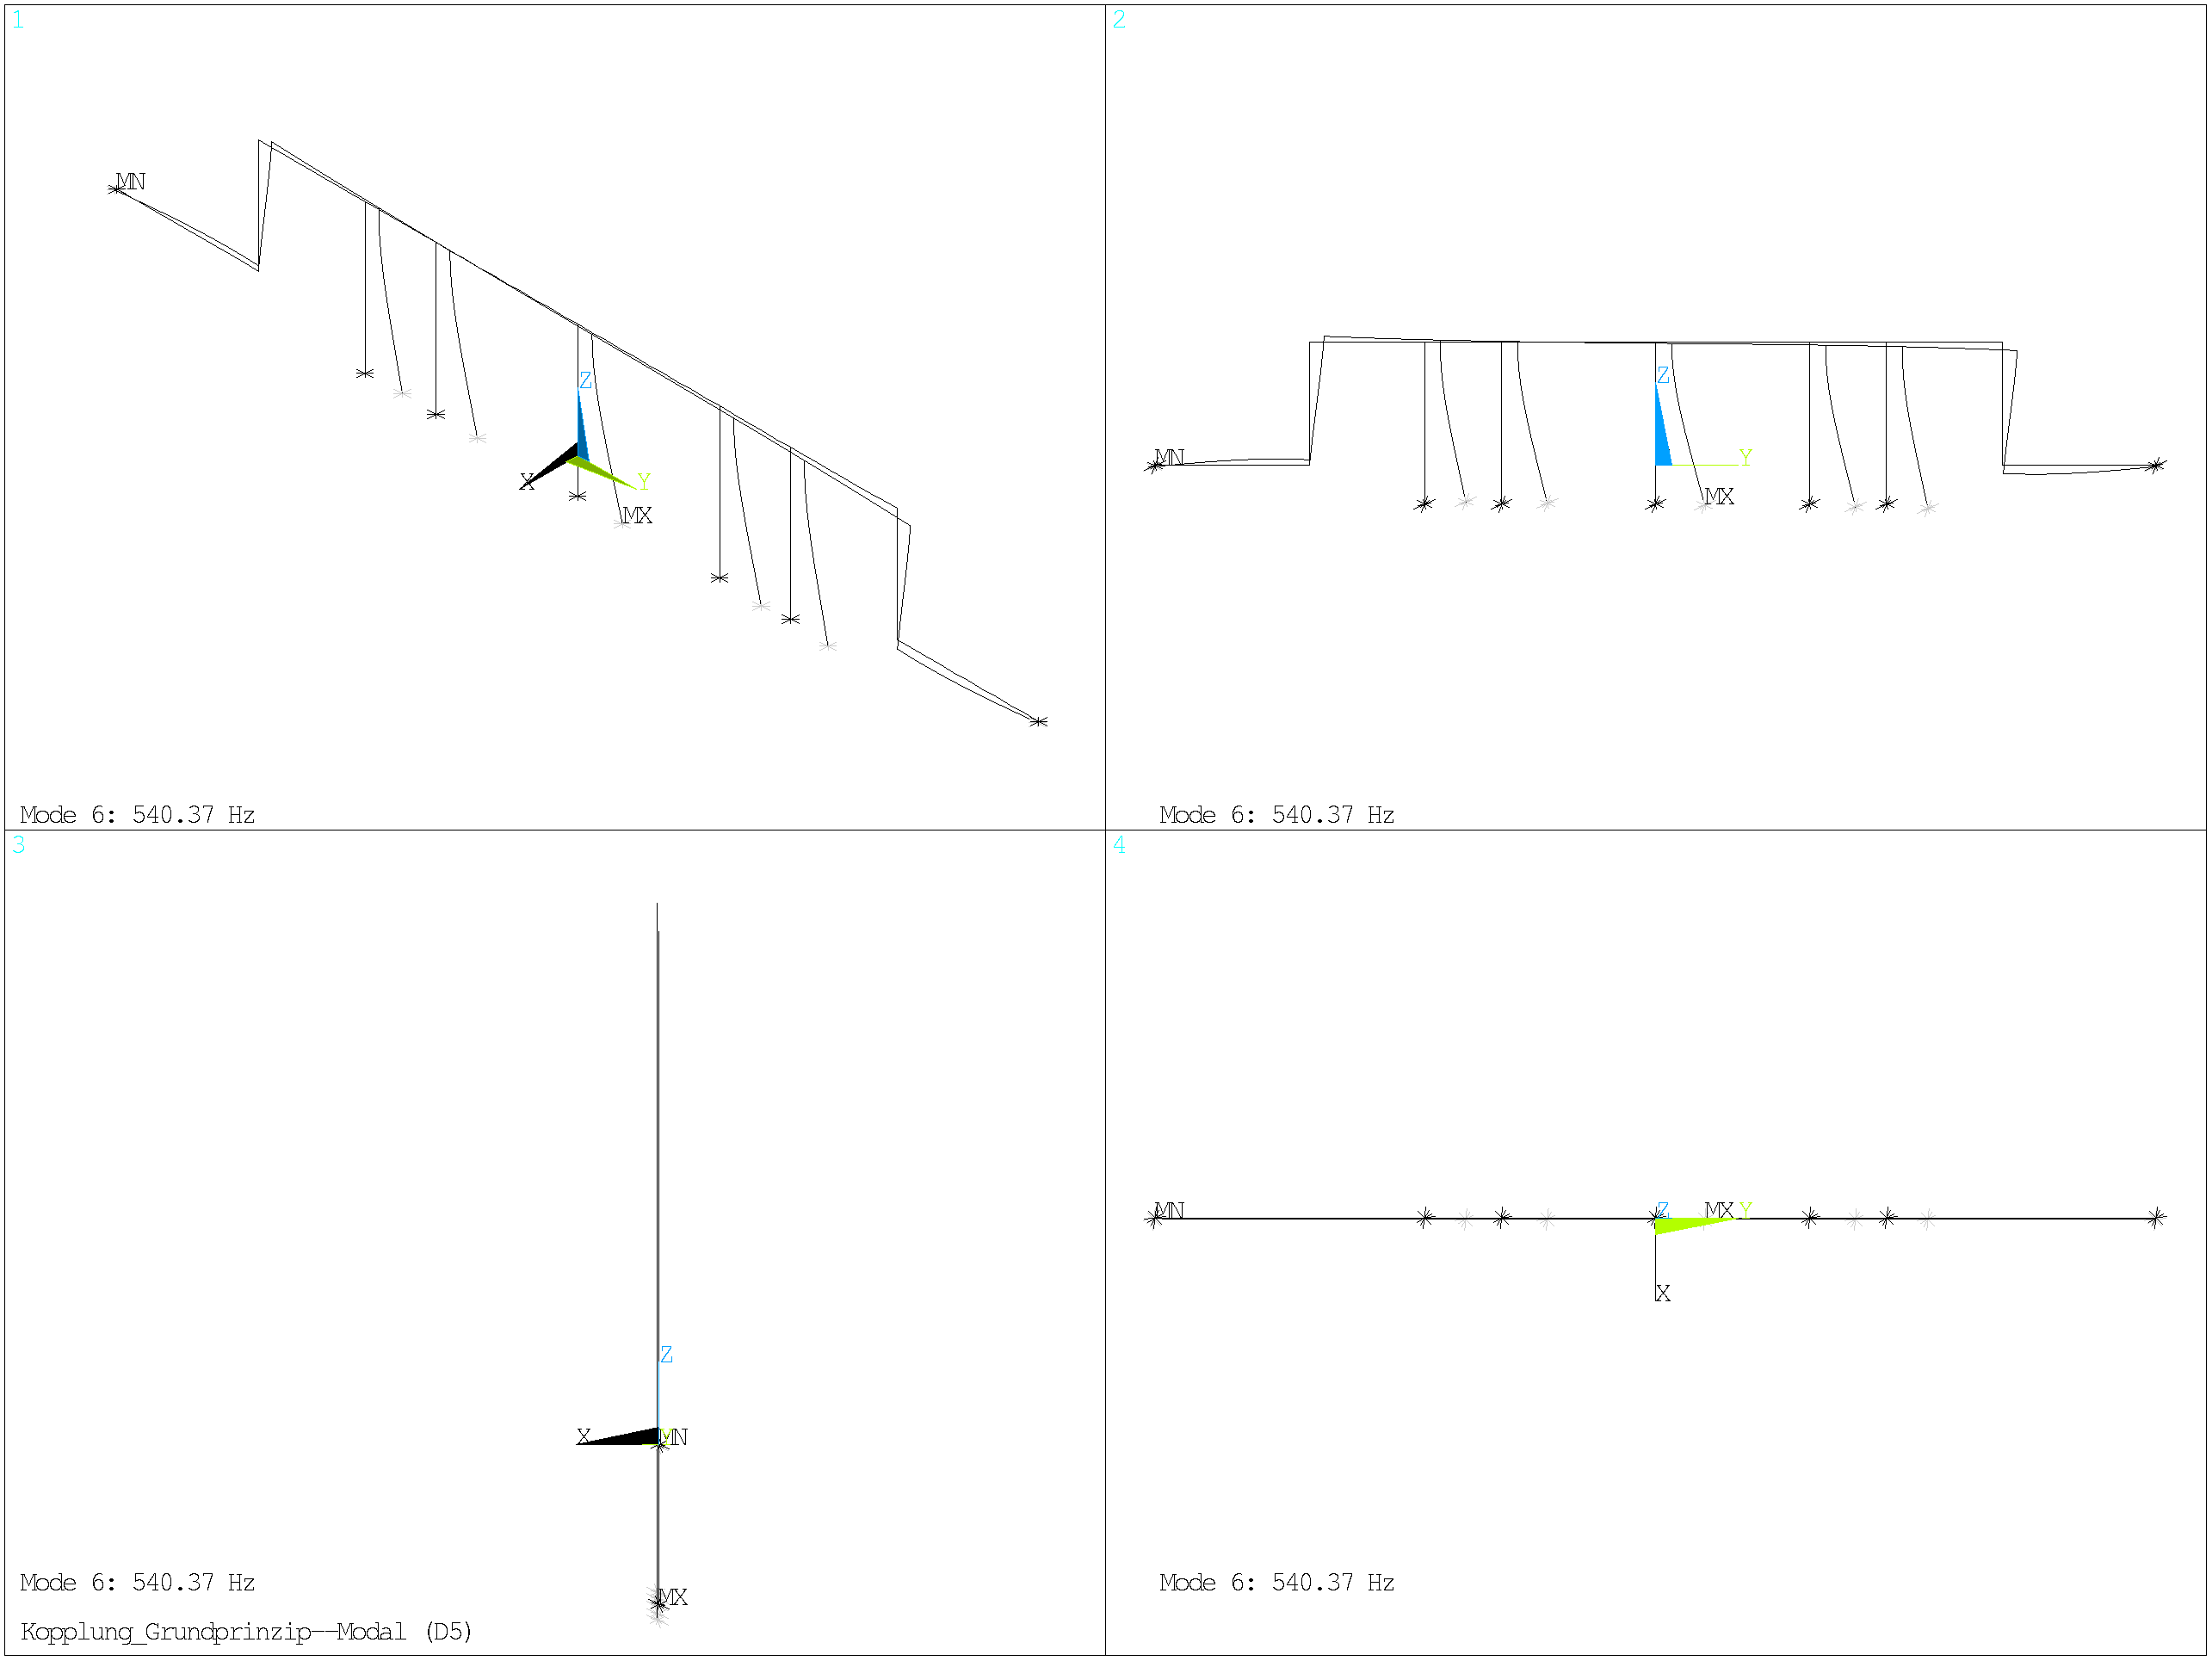 1
MN
Z
X
Y
MX
Mode 6: 540.37 Hz
2
Z
MN
Y
MX
Mode 6: 540.37 Hz
3
Z
X
Y
MN
MX
Mode 6: 540.37 Hz
Kopplung_Grundprinzip--Modal (D5)
4
MN
Z
MX
Y
X
Mode 6: 540.37 Hz